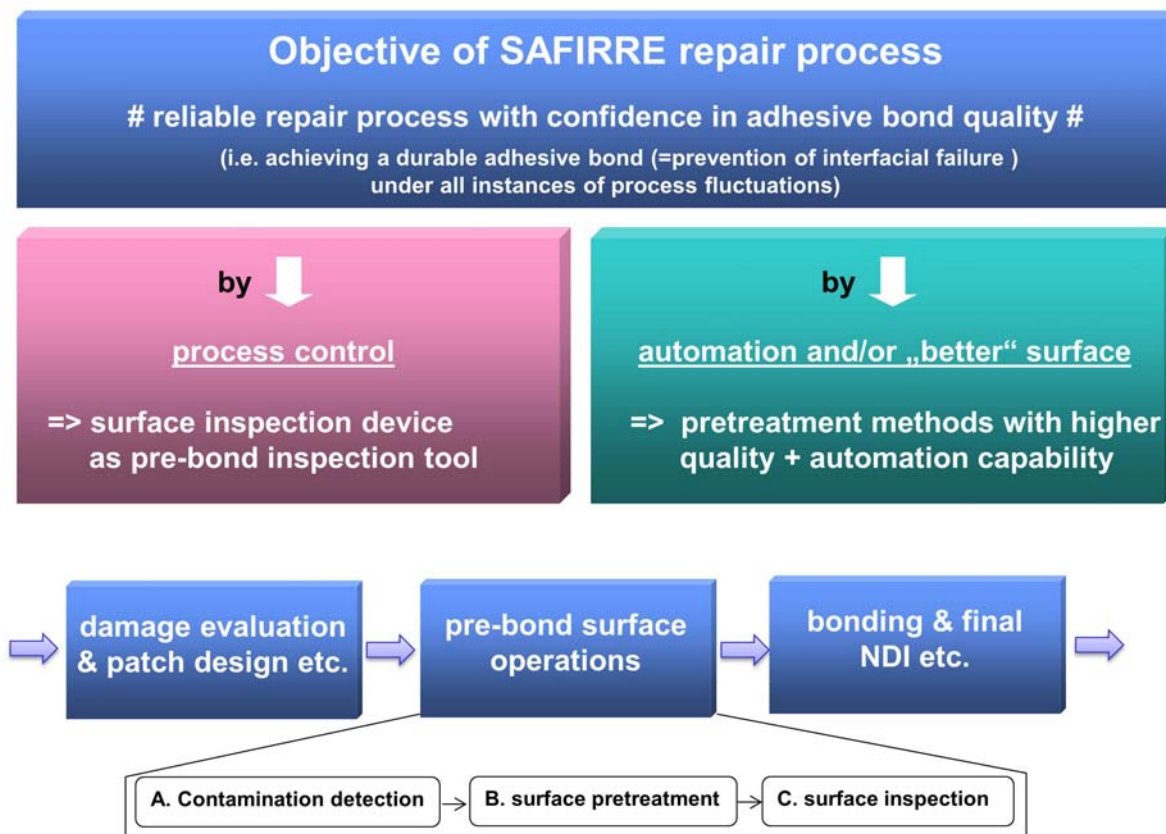 Objective of SAFIRRE repair process
# reliable repair process with confidence in adhesive bond quality #
(i.e. achieving a durable adhesive bond (=prevention of interfacial failure )
under all instances of process fluctuations)
by
process control
=> surface inspection device
as pre-bond inspection tool
by
automation and/or „better“ surface
=> pretreatment methods with higher
quality + automation capability
damage evaluation
& patch design etc.
pre-bond surface
operations
bonding & final
NDI etc.
A. Contamination detection
B. surface pretreatment
C. surface inspection